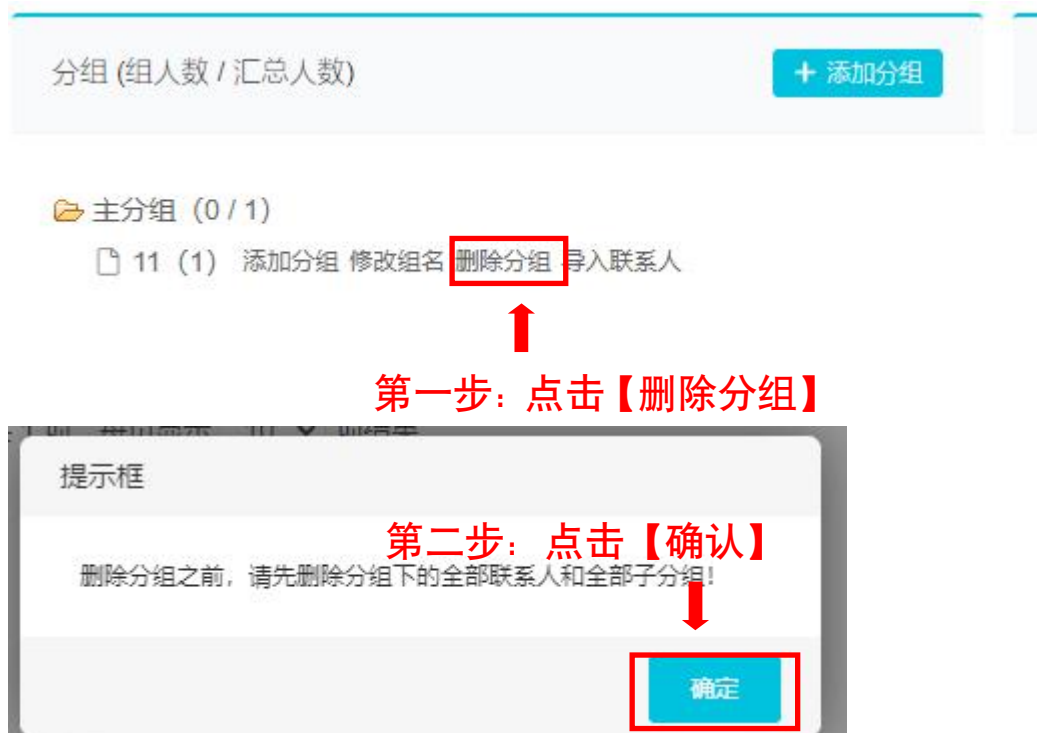 分组 (组人数 / 汇总人数)
+ 添加分组
主分组（0 / 1）
11（1） 添加分组 修改组名 删除分组 导入联系人
第一步：点击【删除分组】
提示框
第二步：点击【确认】
删除分组之前，请先删除分组下的全部联系人和全部子分组！
确定